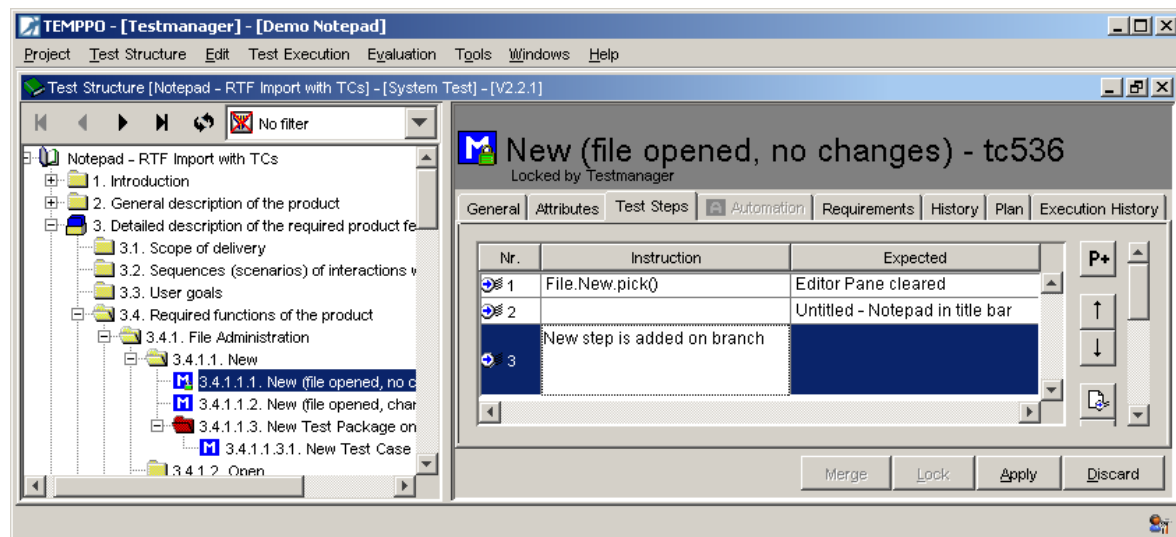 TEMPPO - [Testmanager] - [Demo Notepad]
Project Test Structure Edit Test Execution Evaluation Tools Windows Help
Test Structure [Notepad - RTF Import with TCs] - [System Test] - [V2.2.1]
No filter
Notepad - RTF Import with TCs
1. Introduction
2. General description of the product
3. Detailed description of the required product fe
3.1. Scope of delivery
3.2. Sequences (scenarios) of interactions w
3.3. User goals
3.4. Required functions of the product
3.4.1. File Administration
3.4.1.1. New
3.4.1.1.1. New (file opened, no c
3.4.1.1.2. New (file opened, char
3.4.1.1.3. New Test Package on
3.4.1.1.3.1. New Test Case
3.4.1.2. Open
New (file opened, no changes) - tc536
Locked by Testmanager
General Attributes Test Steps Automation Requirements History Plan Execution History
Nr. Instruction Expected
1 File.New.pick() Editor Pane cleared
2 Untitled - Notepad in title bar
3 New step is added on branch
P+
Merge Lock Apply Discard